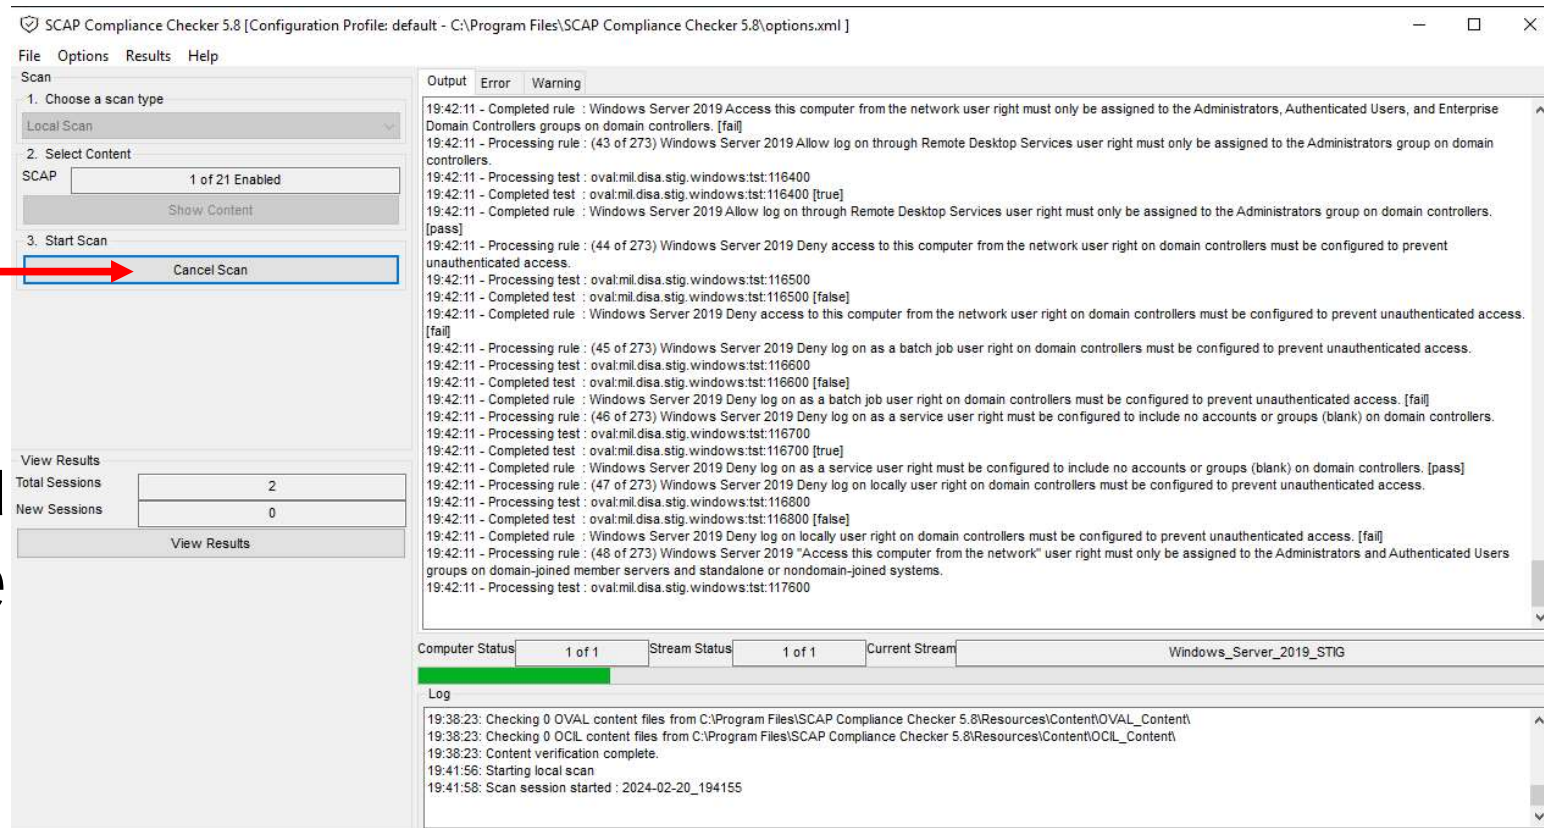 SCAP Compliance Checker 5.8 [Configuration Profile: default - C:\Program Files\SCAP Compliance Checker 5.8\options.xml ]
File Options Results Help
Scan
1. Choose a scan type
Local Scan
2. Select Content
SCAP 1 of 21 Enabled
Show Content
3. Start Scan
Cancel Scan
View Results
Total Sessions 2
New Sessions 0
View Results
Output Error Warning
19:42:11 - Completed rule : Windows Server 2019 Access this computer from the network user right must only be assigned to the Administrators, Authenticated Users, and Enterprise
Domain Controllers groups on domain controllers. [fail]
19:42:11 - Processing rule : (43 of 273) Windows Server 2019 Allow log on through Remote Desktop Services user right must only be assigned to the Administrators group on domain
controllers.
19:42:11 - Processing test : oval:mil.disa.stig.windows:tst:116400
19:42:11 - Completed test : oval:mil.disa.stig.windows:tst:116400 [true]
19:42:11 - Completed rule : Windows Server 2019 Allow log on through Remote Desktop Services user right must only be assigned to the Administrators group on domain controllers.
[pass]
19:42:11 - Processing rule : (44 of 273) Windows Server 2019 Deny access to this computer from the network user right on domain controllers must be configured to prevent
unauthenticated access.
19:42:11 - Processing test : oval:mil.disa.stig.windows:tst:116500
19:42:11 - Completed test : oval:mil.disa.stig.windows:tst:116500 [false]
19:42:11 - Completed rule : Windows Server 2019 Deny access to this computer from the network user right on domain controllers must be configured to prevent unauthenticated access.
[fail]
19:42:11 - Processing rule : (45 of 273) Windows Server 2019 Deny log on as a batch job user right on domain controllers must be configured to prevent unauthenticated access.
19:42:11 - Processing test : oval:mil.disa.stig.windows:tst:116600
19:42:11 - Completed test : oval:mil.disa.stig.windows:tst:116600 [false]
19:42:11 - Completed rule : Windows Server 2019 Deny log on as a batch job user right on domain controllers must be configured to prevent unauthenticated access. [fail]
19:42:11 - Processing rule : (46 of 273) Windows Server 2019 Deny log on as a service user right must be configured to include no accounts or groups (blank) on domain controllers.
19:42:11 - Processing test : oval:mil.disa.stig.windows:tst:116700
19:42:11 - Completed test : oval:mil.disa.stig.windows:tst:116700 [true]
19:42:11 - Completed rule : Windows Server 2019 Deny log on as a service user right must be configured to include no accounts or groups (blank) on domain controllers. [pass]
19:42:11 - Processing rule : (47 of 273) Windows Server 2019 Deny log on locally user right on domain controllers must be configured to prevent unauthenticated access.
19:42:11 - Processing test : oval:mil.disa.stig.windows:tst:116800
19:42:11 - Completed test : oval:mil.disa.stig.windows:tst:116800 [false]
19:42:11 - Completed rule : Windows Server 2019 Deny log on locally user right on domain controllers must be configured to prevent unauthenticated access. [fail]
19:42:11 - Processing rule : (48 of 273) Windows Server 2019 "Access this computer from the network" user right must only be assigned to the Administrators and Authenticated Users
groups on domain-joined member servers and standalone or nondomain-joined systems.
19:42:11 - Processing test : oval:mil.disa.stig.windows:tst:117600
Computer Status 1 of 1 Stream Status 1 of 1 Current Stream Windows_Server_2019_STIG
Log
19:38:23: Checking 0 OVAL content files from C:\Program Files\SCAP Compliance Checker 5.8\Resources\Content\OVAL_Content\
19:38:23: Checking 0 OCIL content files from C:\Program Files\SCAP Compliance Checker 5.8\Resources\Content\OCIL_Content\
19:38:23: Content verification complete.
19:41:56: Starting local scan
19:41:58: Scan session started : 2024-02-20_194155